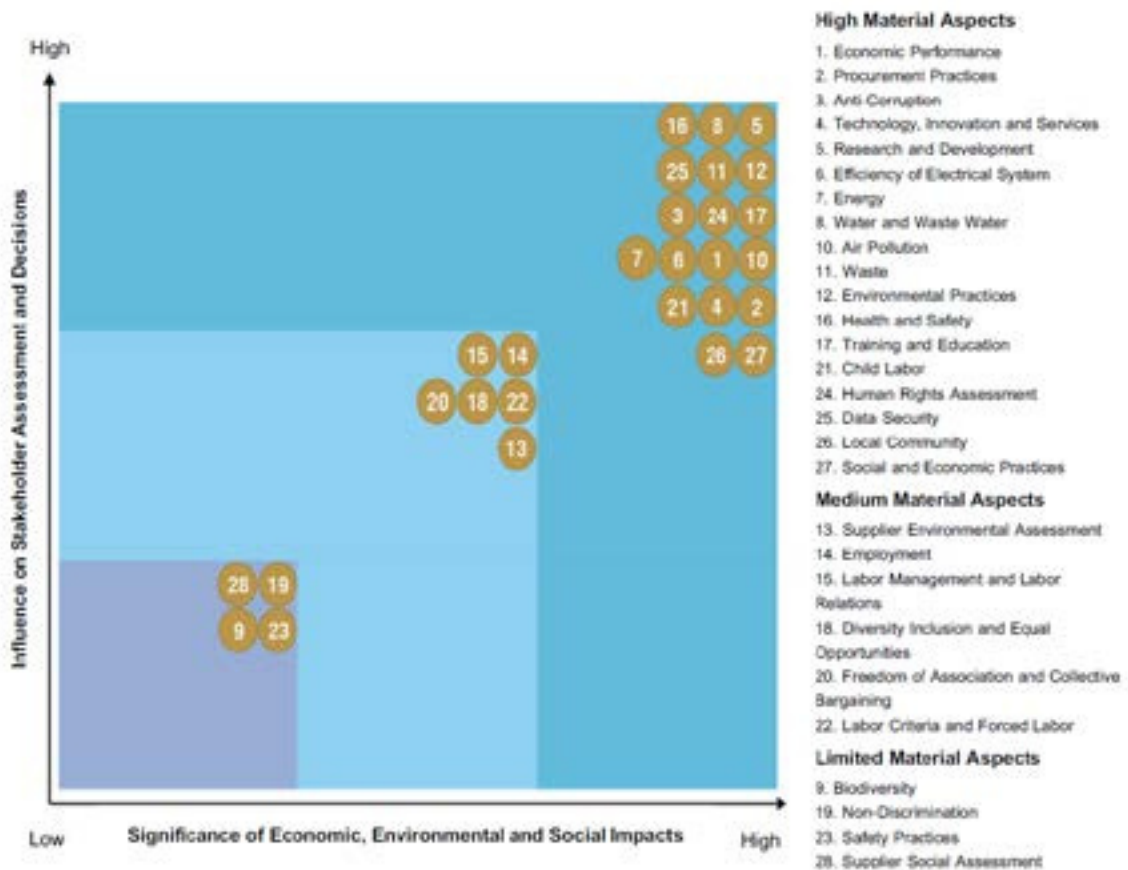 High
Influence on Stakeholder Assessment and Decisions
16 8 5
25 11 12
3 24 17
7 6 1 10
21 4 2
26 27
15 14
20 18 22
13
28 19
9 23
Low
Significance of Economic, Environmental and Social Impacts
High
High Material Aspects
1. Economic Performance
2. Procurement Practices
3. Anti Corruption
4. Technology, Innovation and Services
5. Research and Development
6. Efficiency of Electrical System
7. Energy
8. Water and Waste Water
10. Air Pollution
11. Waste
12. Environmental Practices
16. Health and Safety
17. Training and Education
21. Child Labor
24. Human Rights Assessment
25. Data Security
26. Local Community
27. Social and Economic Practices
Medium Material Aspects
13. Supplier Environmental Assessment
14. Employment
15. Labor Management and Labor
Relations
18. Diversity Inclusion and Equal
Opportunities
20. Freedom of Association and Collective
Bargaining
22. Labor Criteria and Forced Labor
Limited Material Aspects
9. Biodiversity
19. Non-Discrimination
23. Safety Practices
28. Supplier Social Assessment